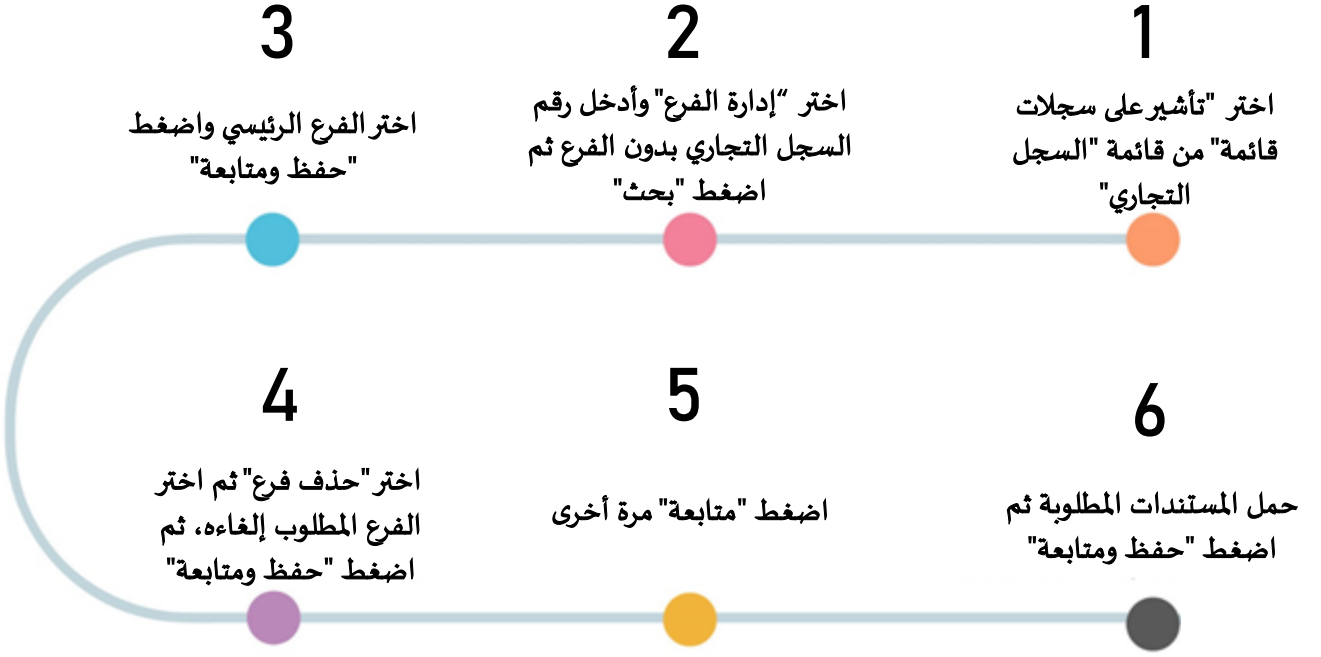 1
اختر "تأشير على سجلات
قائمة" من قائمة "السجل
التجاري"
2
اختر “إدارة الفرع" وأدخل رقم
السجل التجاري بدون الفرع ثم
اضغط "بحث"
3
اختر الفرع الرئيسي واضغط
"حفظ ومتابعة"
4
اختر "حذف فرع" ثم اختر
الفرع المطلوب إلغاءه، ثم
اضغط "حفظ ومتابعة"
5
اضغط "متابعة" مرة أخرى
6
حمل المستندات المطلوبة ثم
اضغط "حفظ ومتابعة"